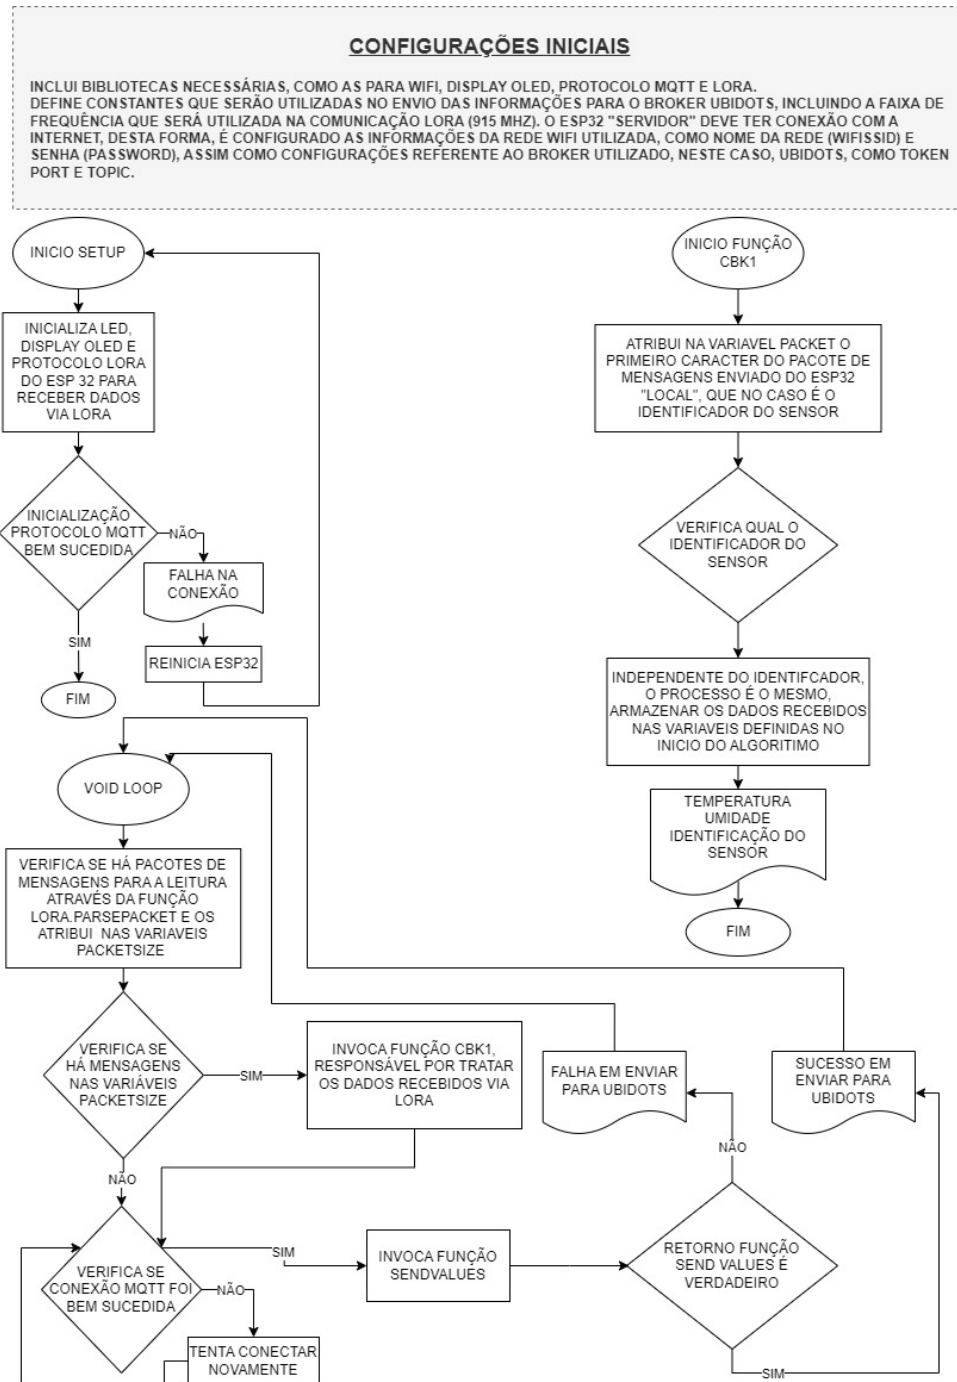 CONFIGURAÇÕES INICIAIS
INCLUI BIBLIOTECAS NECESSÁRIAS, COMO AS PARA WIFI, DISPLAY OLED, PROTOCOLO MQTT E LORA.
DEFINE CONSTANTES QUE SERÃO UTILIZADAS NO ENVIO DAS INFORMAÇÕES PARA O BROKER UBIDOTS, INCLUINDO A FAIXA DE
FREQUÊNCIA QUE SERÁ UTILIZADA NA COMUNICAÇÃO LORA (915 MHZ). O ESP32 "SERVIDOR" DEVE TER CONEXÃO COM A
INTERNET, DESTA FORMA, É CONFIGURADO AS INFORMAÇÕES DA REDE WIFI UTILIZADA, COMO NOME DA REDE (WIFISSID) E
SENHA (PASSWORD), ASSIM COMO CONFIGURAÇÕES REFERENTE AO BROKER UTILIZADO, NESTE CASO, UBIDOTS, COMO TOKEN
PORT E TOPIC.
INICIO SETUP
INICIALIZA LED,
DISPLAY OLED E
PROTOCOLO LORA
DO ESP 32 PARA
RECEBER DADOS
VIA LORA
INICIALIZAÇÃO
PROTOCOLO MQTT
BEM SUCEDIDA
NÃO
FALHA NA
CONEXÃO
REINICIA ESP32
SIM
FIM
INICIO FUNÇÃO
CBK1
ATRIBUI NA VARIAVEL PACKET O
PRIMEIRO CARACTER DO PACOTE DE
MENSAGENS ENVIADO DO ESP32
"LOCAL", QUE NO CASO É O
IDENTIFICADOR DO SENSOR
VERIFICA QUAL O
IDENTIFICADOR DO
SENSOR
INDEPENDENTE DO IDENTIFCADOR,
O PROCESSO É O MESMO,
ARMAZENAR OS DADOS RECEBIDOS
NAS VARIAVEIS DEFINIDAS NO
INICIO DO ALGORITIMO
TEMPERATURA
UMIDADE
IDENTIFICAÇÃO DO
SENSOR
FIM
VOID LOOP
VERIFICA SE HÁ PACOTES DE
MENSAGENS PARA A LEITURA
ATRAVÉS DA FUNÇÃO
LORA.PARSEPACKET E OS
ATRIBUI NAS VARIAVEIS
PACKETSIZE
VERIFICA SE
HÁ MENSAGENS
NAS VARIÁVEIS
PACKETSIZE
SIM
INVOCA FUNÇÃO CBK1,
RESPONSÁVEL POR TRATAR
OS DADOS RECEBIDOS VIA
LORA
NÃO
VERIFICA SE
CONEXÃO MQTT FOI
BEM SUCEDIDA
SIM
INVOCA FUNÇÃO
SENDVALUES
NÃO
TENTA CONECTAR
NOVAMENTE
RETORNO FUNÇÃO
SEND VALUES É
VERDADEIRO
NÃO
FALHA EM ENVIAR
PARA UBIDOTS
SIM
SUCESSO EM
ENVIAR PARA
UBIDOTS